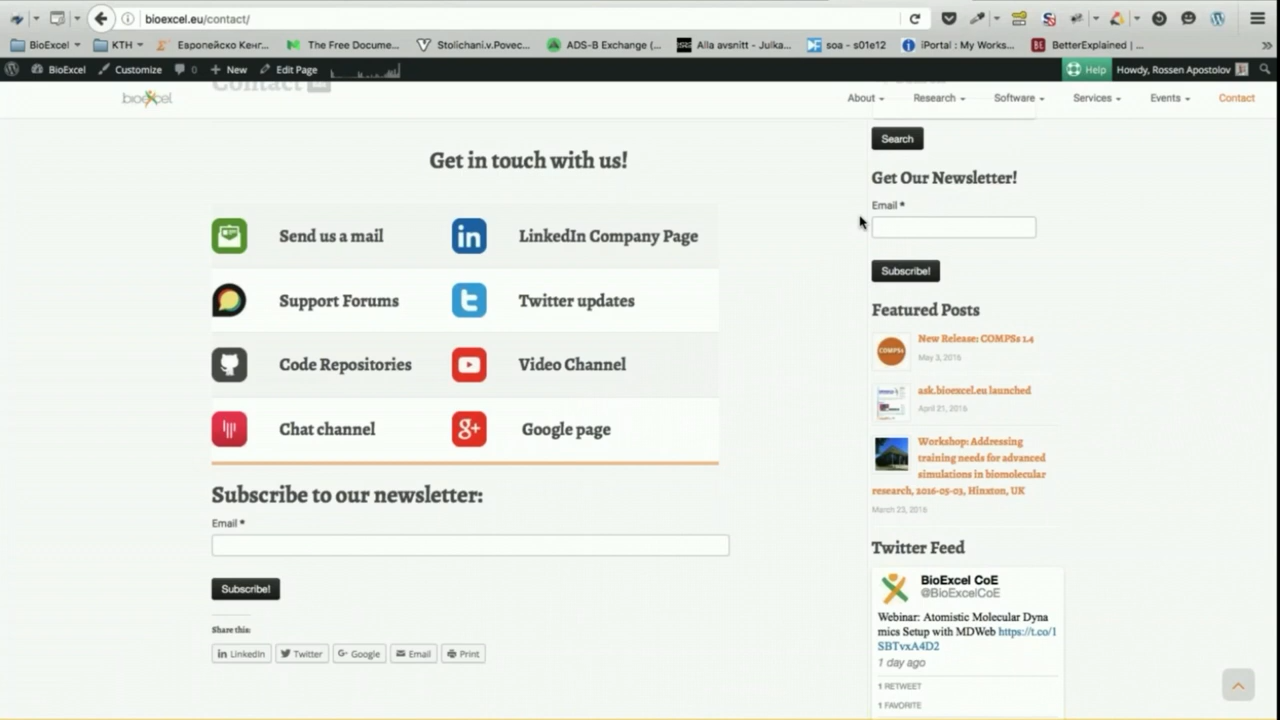 bioexcel.eu/contact/
BioExcel
KTH
Европейско Кенг...
The Free Docume...
Stolichani.v.Povec...
ADS-B Exchange (...
Alla avsnitt - Julka...
soa - s01e12
iPortal : My Works...
BetterExplained |...
BioExcel
Customize
0
New
Edit Page
Help
Howdy, Rossen Apostolov
Contact
bioexcel
About
Research
Software
Services
Events
Contact
Get in touch with us!
Send us a mail
LinkedIn Company Page
Support Forums
Twitter updates
Code Repositories
Video Channel
Chat channel
Google page
Subscribe to our newsletter:
Email *
Subscribe!
Share this:
LinkedIn
Twitter
Google
Email
Print
Search
Get Our Newsletter!
Email *
Subscribe!
Featured Posts
COMPSs
New Release: COMPSs 1.4
May 3, 2016
ask.bioexcel.eu launched
April 21, 2016
Workshop: Addressing
training needs for advanced
simulations in biomolecular
research, 2016-05-03, Hinxton, UK
March 23, 2016
Twitter Feed
BioExcel CoE
@BioExcelCoE
Webinar: Atomistic Molecular Dyna
mics Setup with MDWeb https://t.co/1
SBTvxA4D2
1 day ago
1 RETWEET
1 FAVORITE